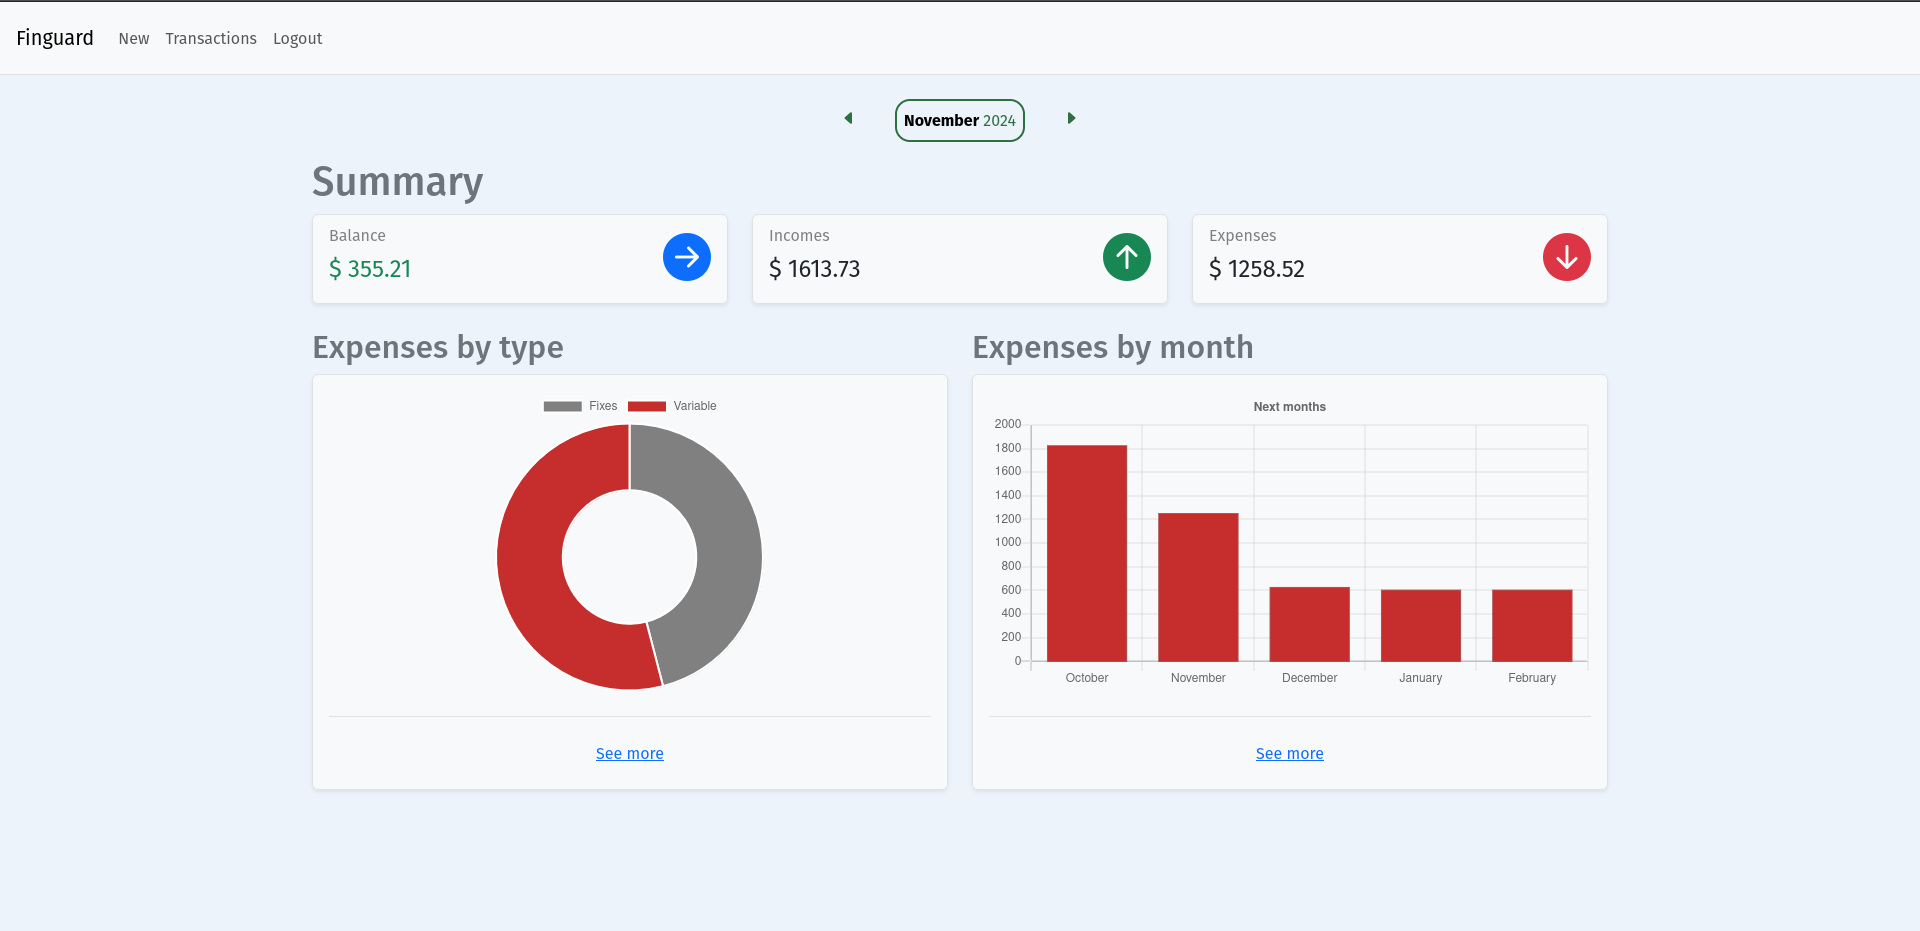 Finguard New Transactions Logout
November 2024
Summary
Balance
$ 355.21
Incomes
$ 1613.73
Expenses
$ 1258.52
Expenses by type
Fixes Variable
See more
Expenses by month
Next months
2000
1800
1600
1400
1200
1000
800
600
400
200
0
October November December January February
See more